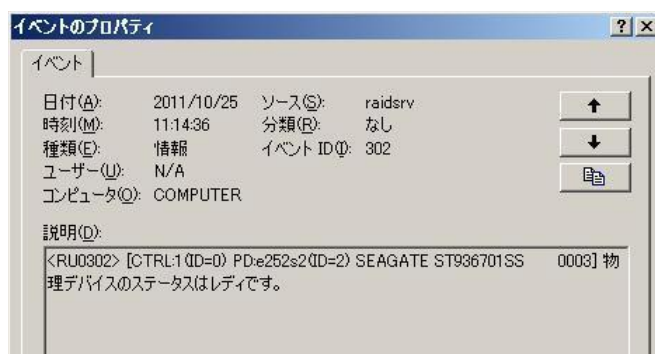 イベントのプロパティ
イベント
日付(A): 2011/10/25 ソース(S): raidsrv
時刻(M): 11:14:36 分類(R): なし
種類(E): 情報 イベント ID(I): 302
ユーザー(U): N/A
コンピュータ(O): COMPUTER
説明(D):
<RU0302> [CTRL:1(ID=0) PD:e252s2(ID=2) SEAGATE ST936701SS 0003] 物
理デバイスのステータスはレディです。